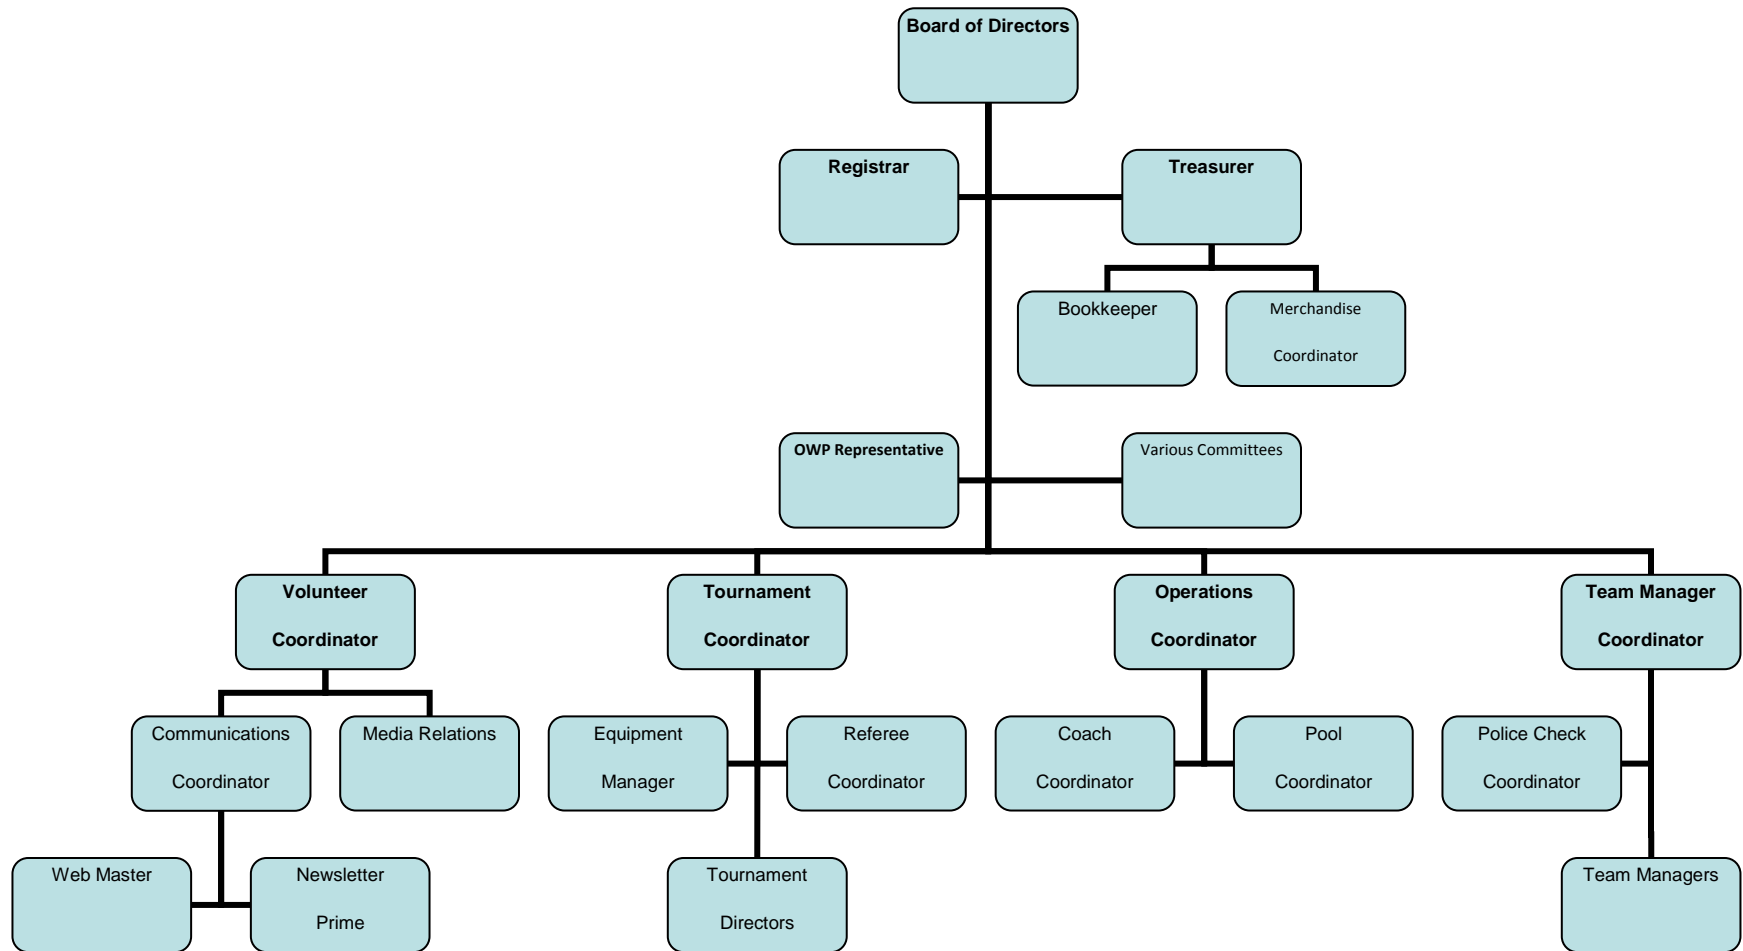 Board of Directors
Registrar
Treasurer
Bookkeeper
Merchandise
Coordinator
OWP Representative
Various Committees
Volunteer
Coordinator
Tournament
Coordinator
Operations
Coordinator
Team Manager
Coordinator
Communications
Coordinator
Media Relations
Equipment
Manager
Referee
Coordinator
Coach
Coordinator
Pool
Coordinator
Police Check
Coordinator
Web Master
Newsletter
Prime
Tournament
Directors
Team Managers